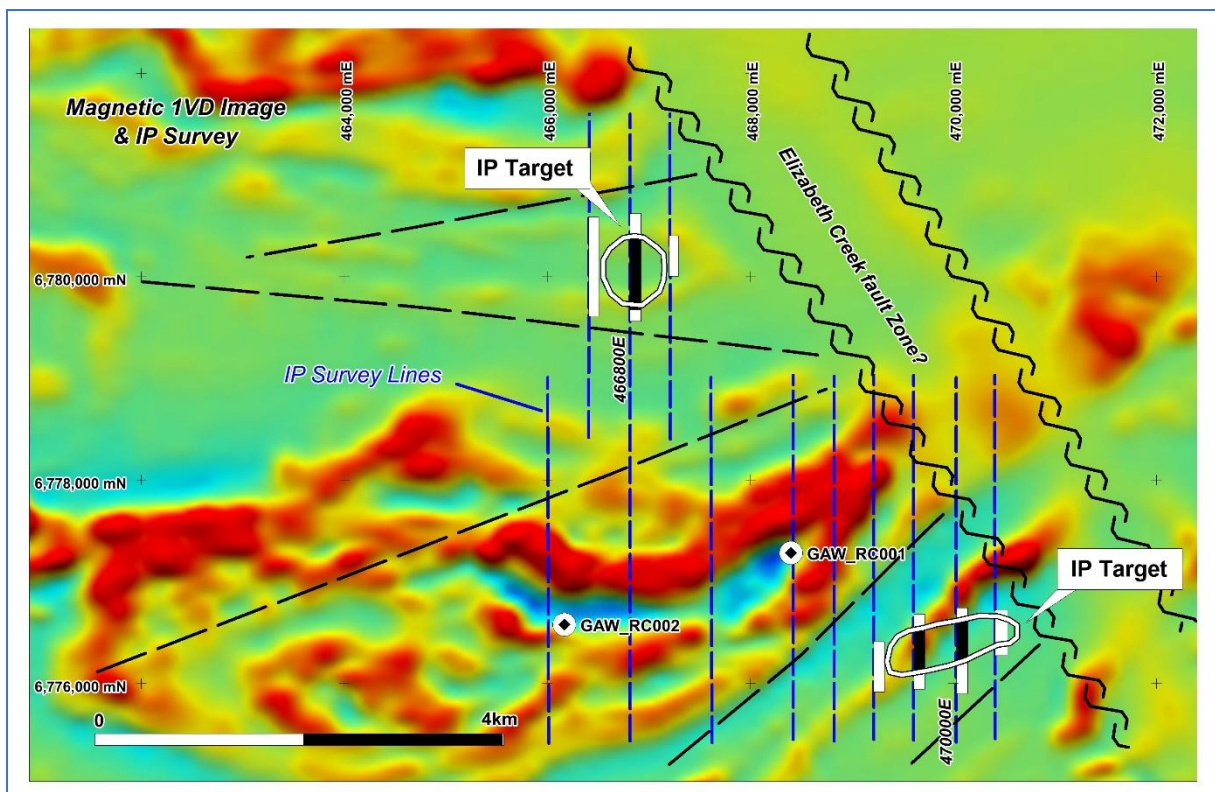 Magnetic 1VD Image
& IP Survey
464,000 mE
466,000 mE
468,000 mE
470,000 mE
472,000 mE
IP Target
Elizabeth Creek fault Zone?
6,780,000 mN
466800E
IP Survey Lines
6,778,000 mN
GAW_RC001
IP Target
GAW_RC002
6,776,000 mN
470000E
0
4km